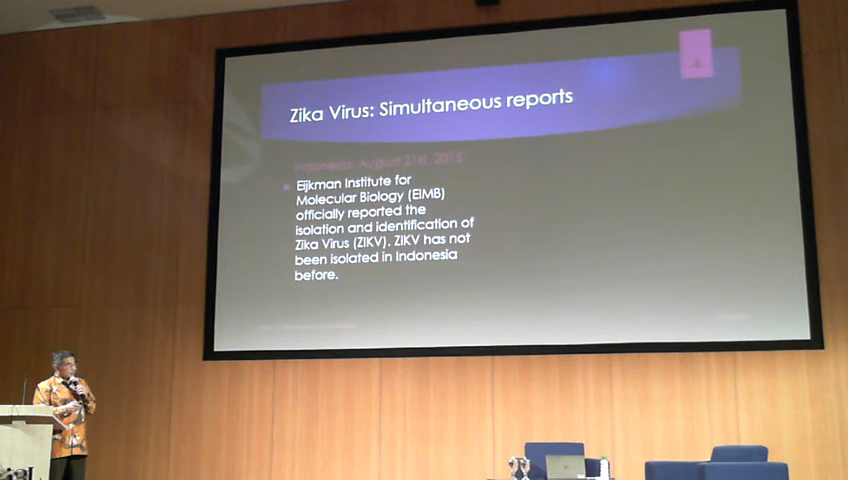 4
Zika Virus: Simultaneous reports
Indonesia: August 21st, 2015
Eijkman Institute for
Molecular Biology (EIMB)
officially reported the
isolation and identification of
Zika Virus (ZIKV). ZIKV has not
been isolated in Indonesia
before.